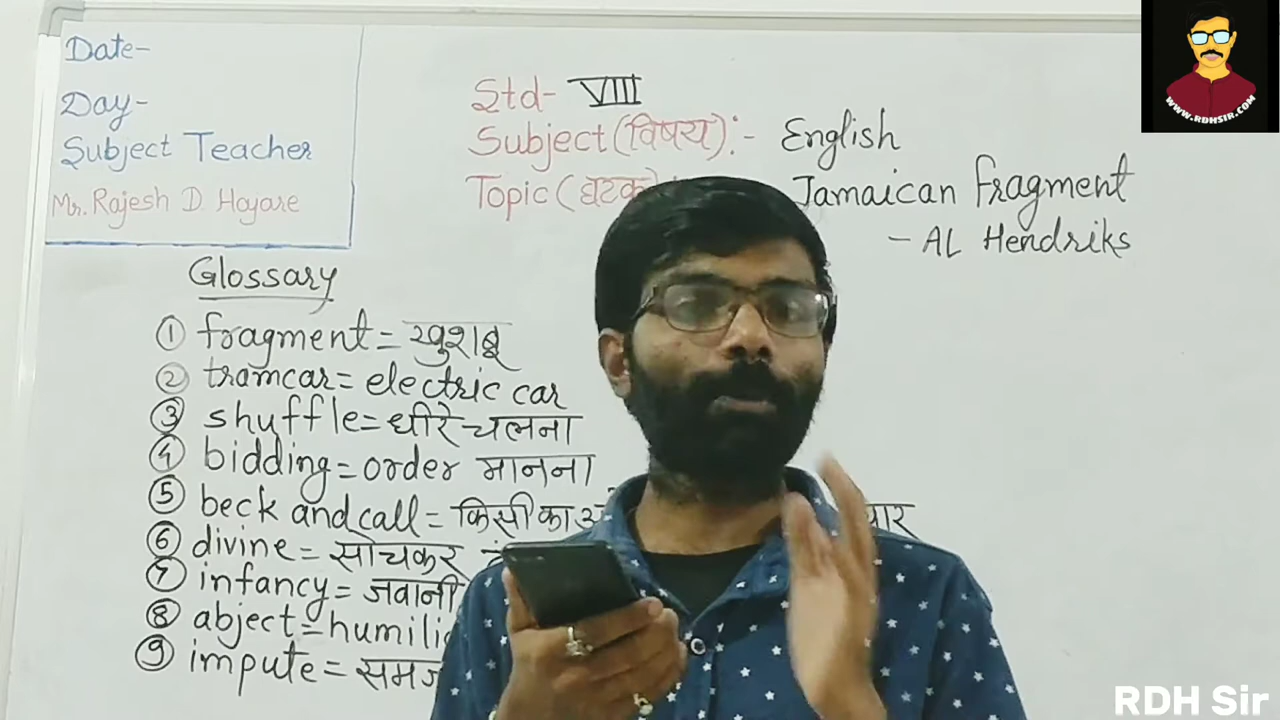 Date-
Day-
Subject Teacher
Mr. Rajesh D. Hajare
Std- VIII
Subject (विषय):- English
Topic (घटक) Jamaican Fragment
- AL Hendriks
Glossary
① fragment = खुशबू
② tramcar = electric car
③ shuffle = धीरे चलना
④ bidding = order मानना
⑤ beck and call = किसी का
⑥ divine = सोचकर
⑦ infancy = जवानी
⑧ abject = humili
⑨ impute = समज
WWW.RDHSIR.COM
RDH Sir